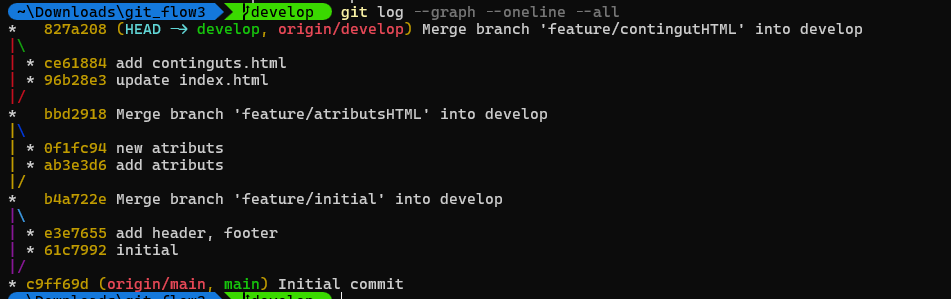 ~\Downloads\git_flow3 develop git log --graph --oneline --all
*   827a208 (HEAD -> develop, origin/develop) Merge branch 'feature/contingutHTML' into develop
|\
| * ce61884 add continguts.html
| * 96b28e3 update index.html
|/
*   bbd2918 Merge branch 'feature/atributsHTML' into develop
|\
| * 0f1fc94 new atributs
| * ab3e3d6 add atributs
|/
*   b4a722e Merge branch 'feature/initial' into develop
|\
| * e3e7655 add header, footer
| * 61c7992 initial
|/
* c9ff69d (origin/main, main) Initial commit
~\Downloads\git_flow3 develop